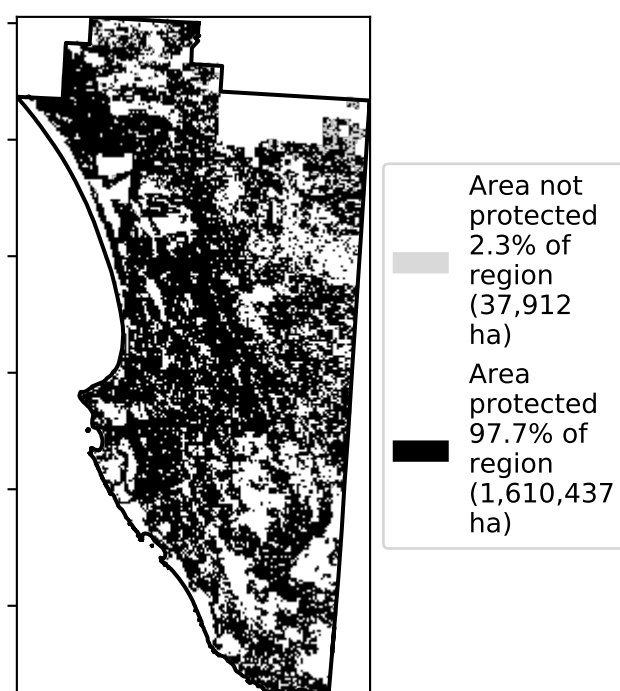 Area not
protected
2.3% of
region
(37,912
ha)
Area
protected
97.7% of
region
(1,610,437
ha)